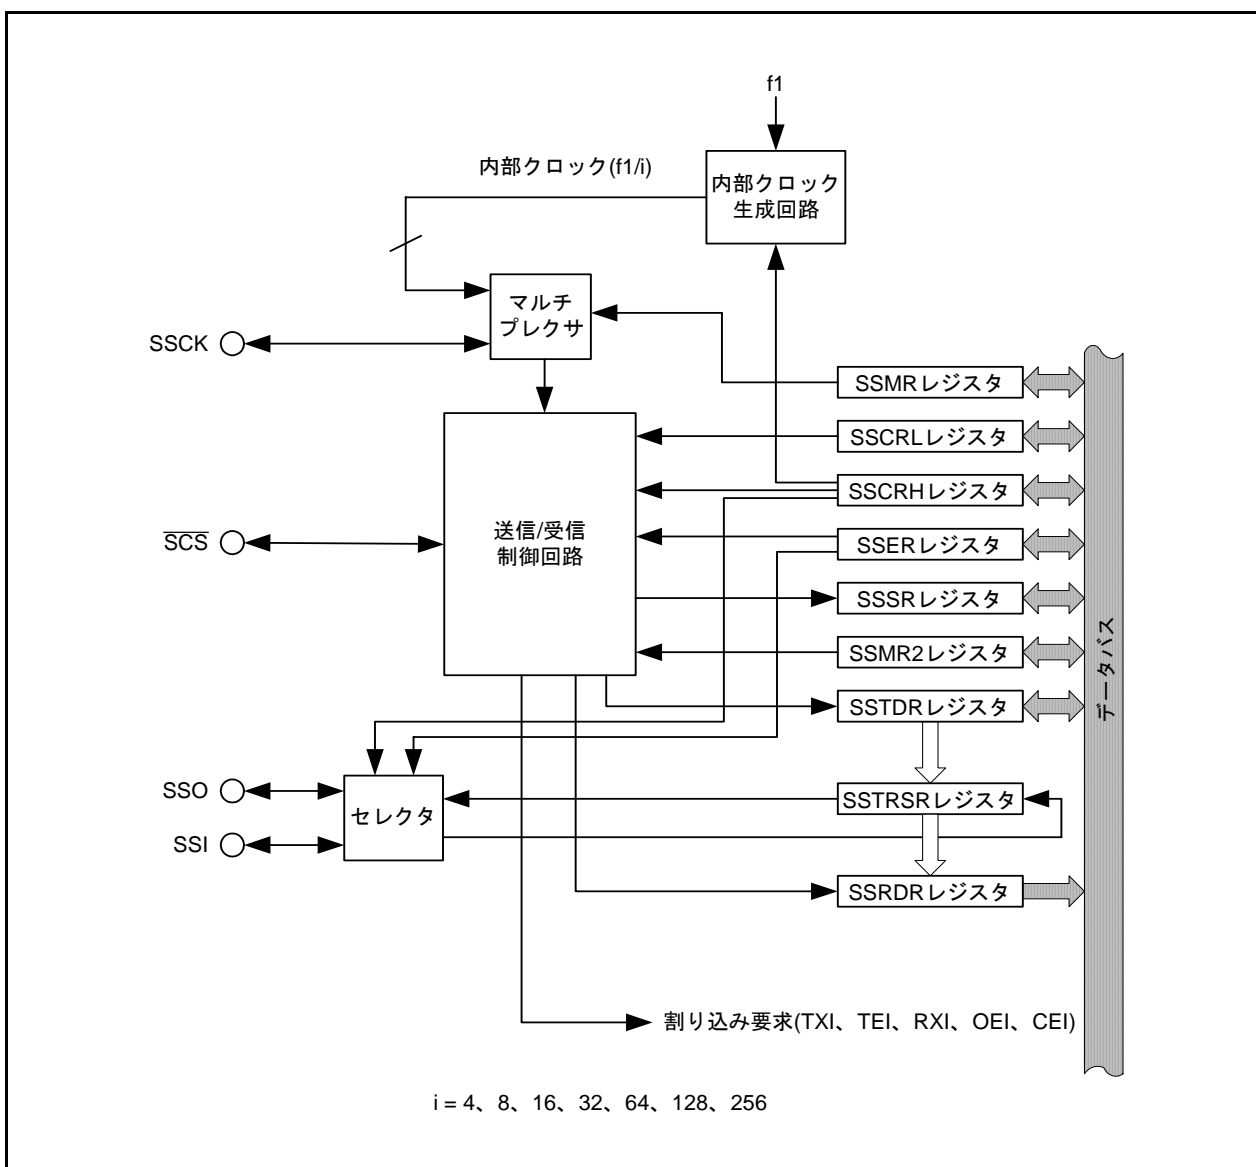 f1
内部クロック(f1/i)
内部クロック
生成回路
マルチ
プレクサ
SSCK
SSMRレジスタ
SSCRLレジスタ
SSCRHレジスタ
送信/受信
制御回路
SCS
SSERレジスタ
SSSRレジスタ
SSMR2レジスタ
データバス
SSTDRレジスタ
SSO
SSTRSRレジスタ
セレクタ
SSI
SSRDRレジスタ
割り込み要求(TXI、TEI、RXI、OEI、CEI)
i = 4、8、16、32、64、128、256